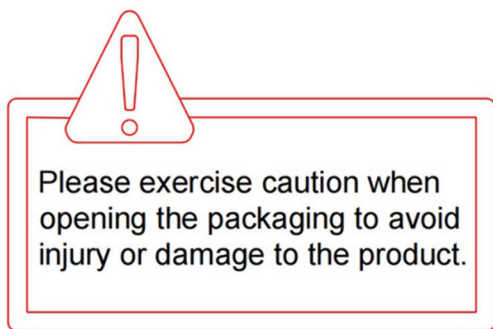 Please exercise caution when
opening the packaging to avoid
injury or damage to the product.